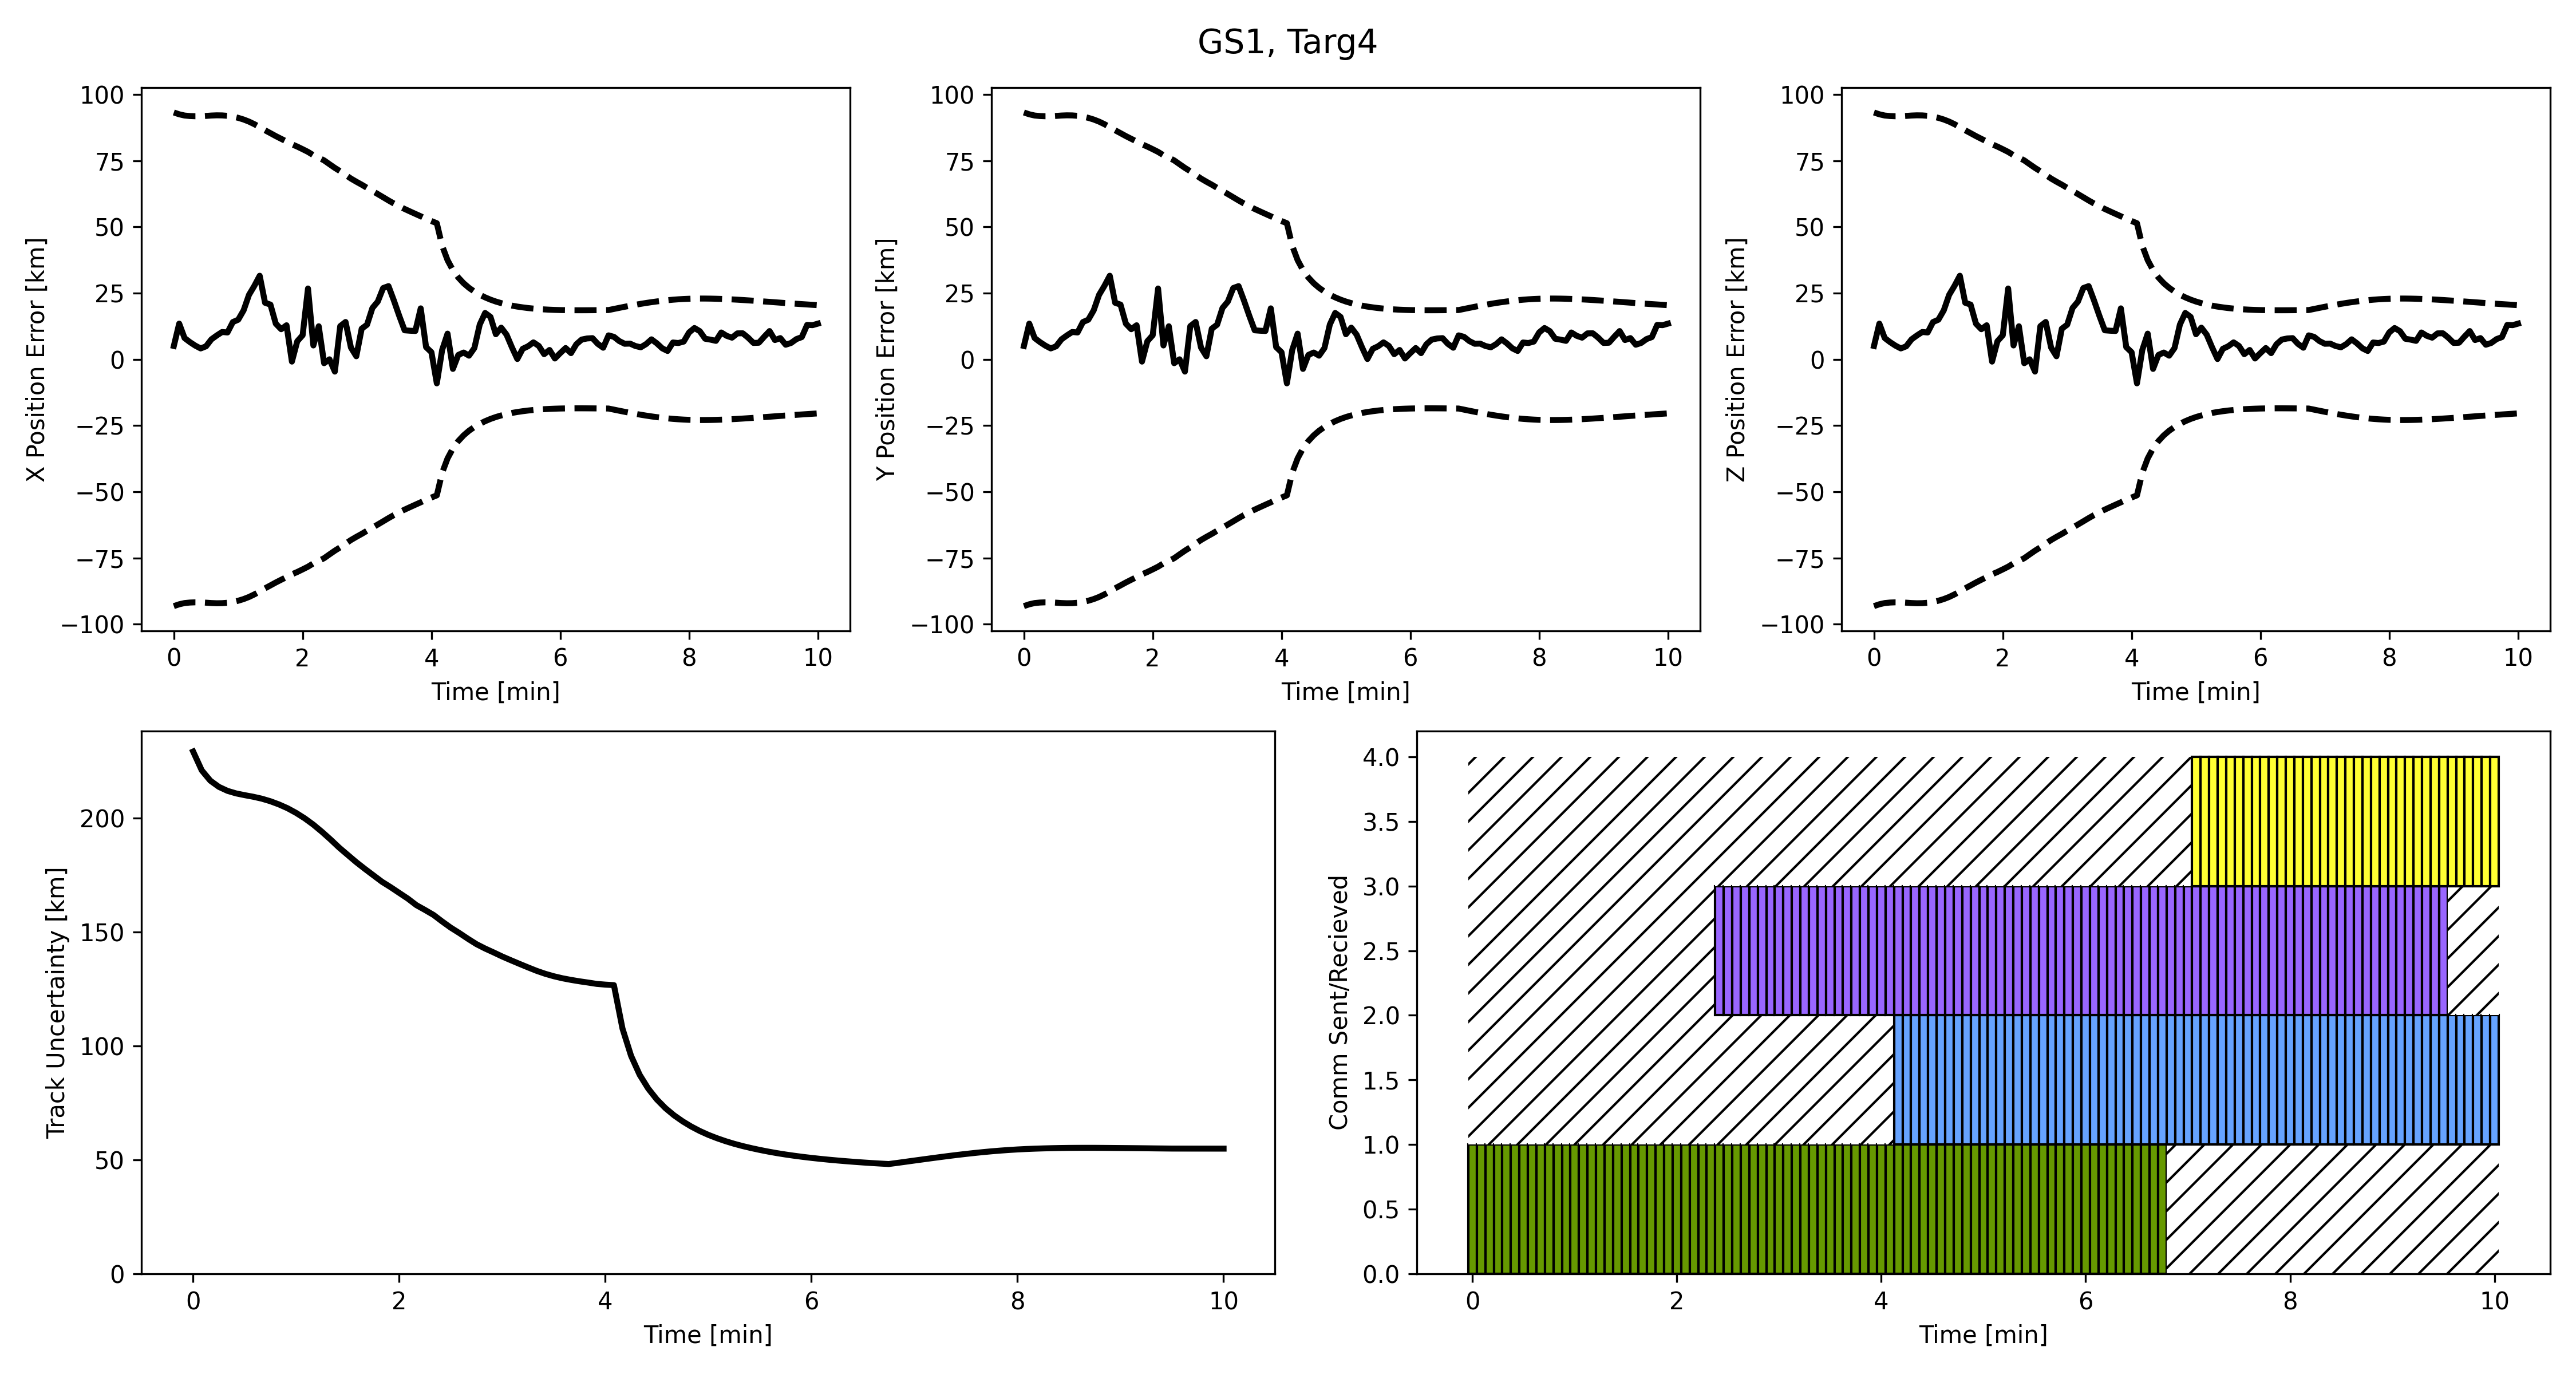 GS1, Targ4
100
75
50
25
0
−25
−50
−75
−100
X Position Error [km]
0 2 4 6 8 10
Time [min]
100
75
50
25
0
−25
−50
−75
−100
Y Position Error [km]
0 2 4 6 8 10
Time [min]
100
75
50
25
0
−25
−50
−75
−100
Z Position Error [km]
0 2 4 6 8 10
Time [min]
200
150
100
50
0
Track Uncertainty [km]
0 2 4 6 8 10
Time [min]
4.0
3.5
3.0
2.5
2.0
1.5
1.0
0.5
0.0
Comm Sent/Recieved
0 2 4 6 8 10
Time [min]